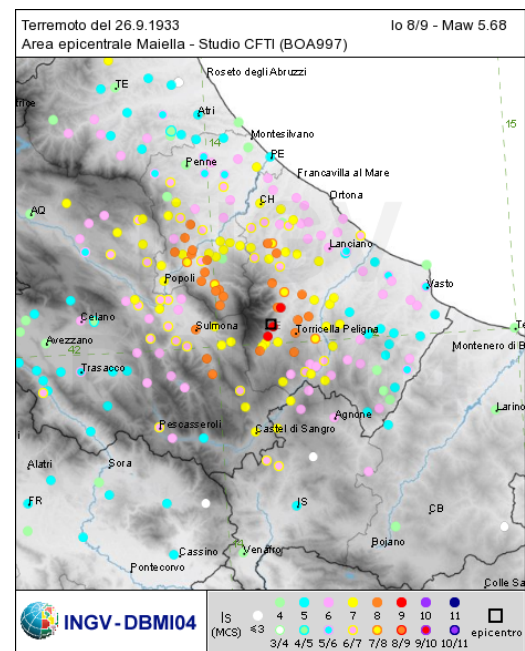 Terremoto del 26.9.1933
Io 8/9 - Maw 5.68
Area epicentrale Maiella - Studio CFTI (BOA997)
Roseto degli Abruzzi
TE
Atri
15
Montesilvano
14
PE
Penne
Francavilla al Mare
CH
Ortona
AQ
Lanciano
Popoli
Vasto
Celano
Sulmona
Torricella Peligna
Te
Avezzano
42
Montenero di B
Trasacco
Larino
Agnone
Pescasseroli
Castel di Sangro
Alatri
Sora
FR
IS
CB
Bojano
Cassino
Venafro
Pontecorvo
Colle Sa
INGV-DBMI04
Is
(MCS)
≤3
4 5 6 7 8 9 10 11
3/4 4/5 5/6 6/7 7/8 8/9 9/10 10/11
epicentro